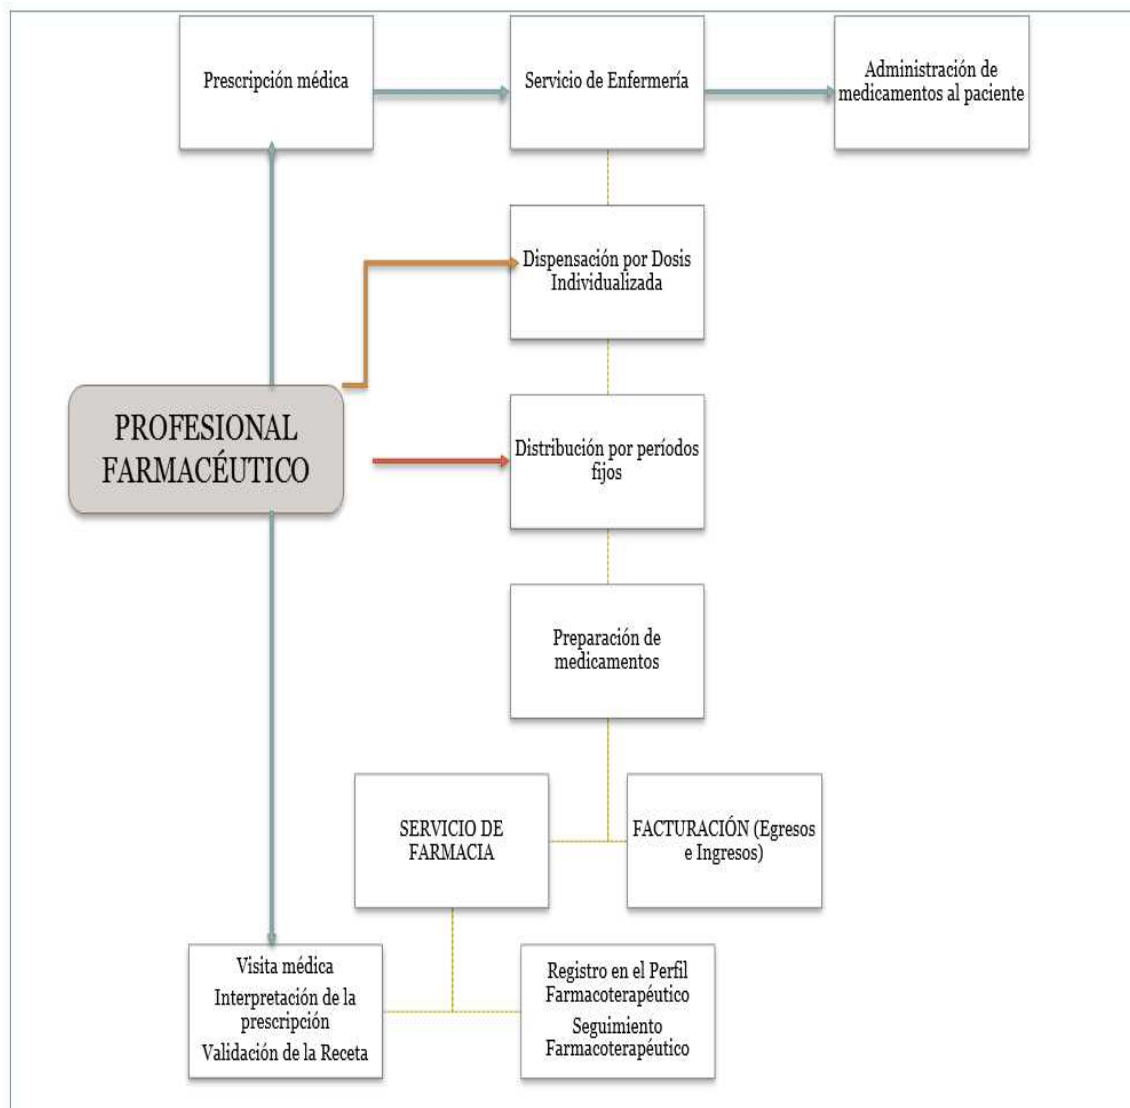 Prescripción médica
Servicio de Enfermería
Administración de
medicamentos al paciente
Dispensación por Dosis
Individualizada
PROFESIONAL
FARMACÉUTICO
Distribución por períodos
fijos
Preparación de
medicamentos
SERVICIO DE
FARMACIA
FACTURACIÓN (Egresos
e Ingresos)
Visita médica
Interpretación de la
prescripción
Validación de la Receta
Registro en el Perfil
Farmacoterapéutico
Seguimiento
Farmacoterapéutico